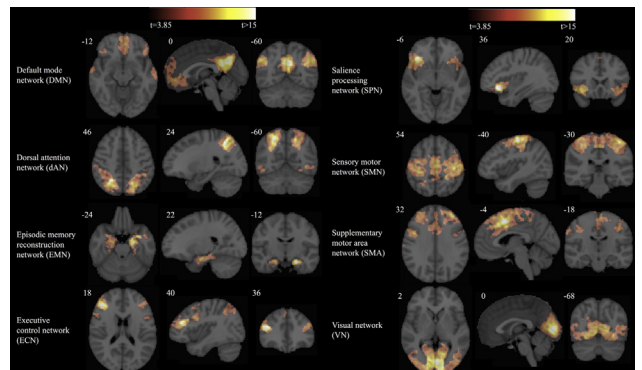 t=3.85 t>15
t=3.85 t>15
-12 0 -60
Default mode
network (DMN)
-6 36 20
Salience
processing
network (SPN)
46 24 -60
Dorsal attention
network (dAN)
54 -40 -30
Sensory motor
network (SMN)
-24 22 -12
Episodic memory
reconstruction
network (EMN)
32 -4 -18
Supplementary
motor area
network (SMA)
18 40 36
Executive
control network
(ECN)
2 0 -68
Visual network
(VN)